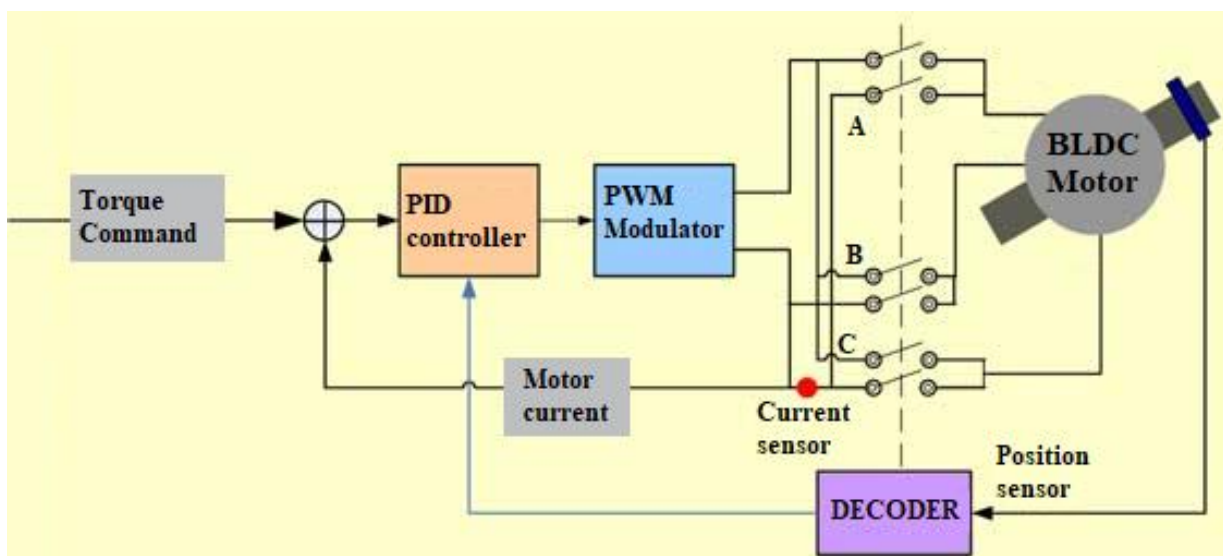 A
BLDC
Motor
Torque
Command
PID
controller
PWM
Modulator
B
C
Motor
current
Current
sensor
Position
sensor
DECODER